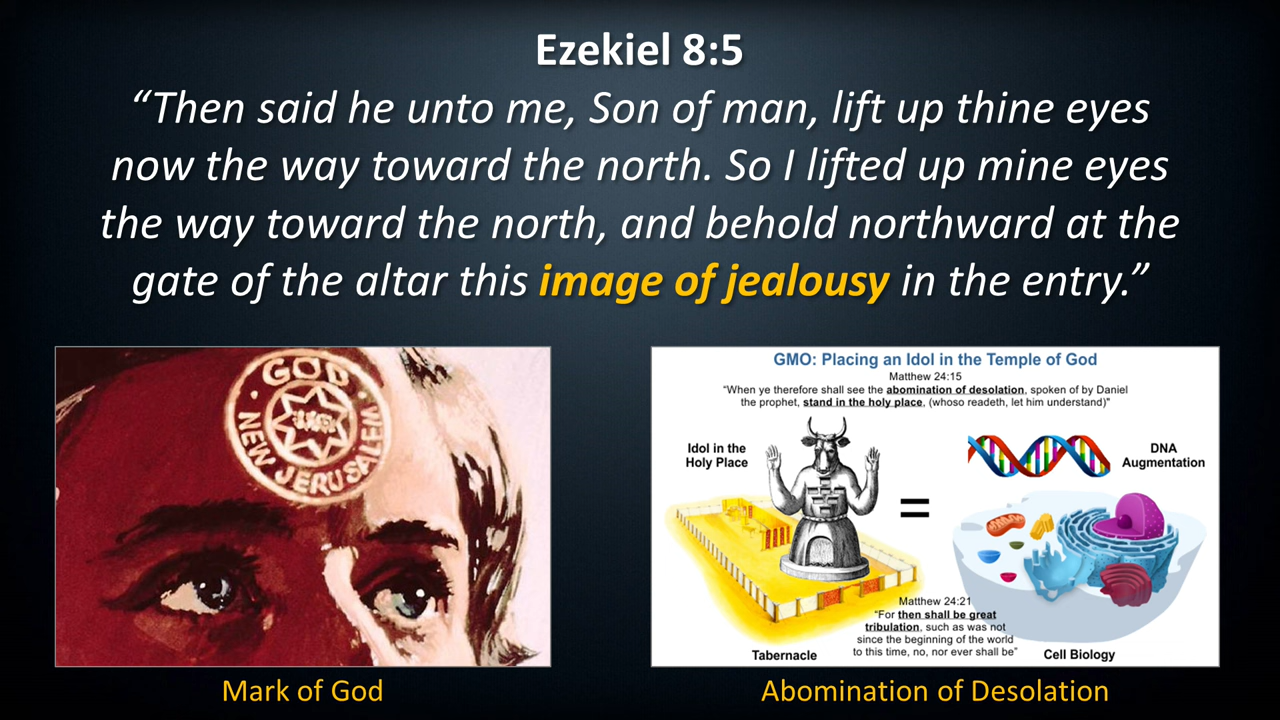 Ezekiel 8:5
“Then said he unto me, Son of man, lift up thine eyes
now the way toward the north. So I lifted up mine eyes
the way toward the north, and behold northward at the
gate of the altar this image of jealousy in the entry.”
GOD
NEW JERUSALEM
Mark of God
GMO: Placing an Idol in the Temple of God
Matthew 24:15
“When ye therefore shall see the abomination of desolation, spoken of by Daniel
the prophet, stand in the holy place, (whoso readeth, let him understand)"
Idol in the
Holy Place
=
DNA
Augmentation
Matthew 24:21
“For then shall be great
tribulation, such as was not
since the beginning of the world
to this time, no, nor ever shall be”
Tabernacle
Cell Biology
Abomination of Desolation